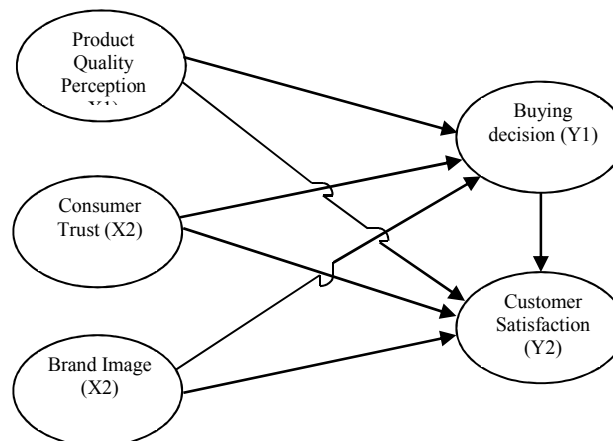 Product
Quality
Perception
Buying
decision (Y1)
Consumer
Trust (X2)
Customer
Satisfaction
(Y2)
Brand Image
(X2)